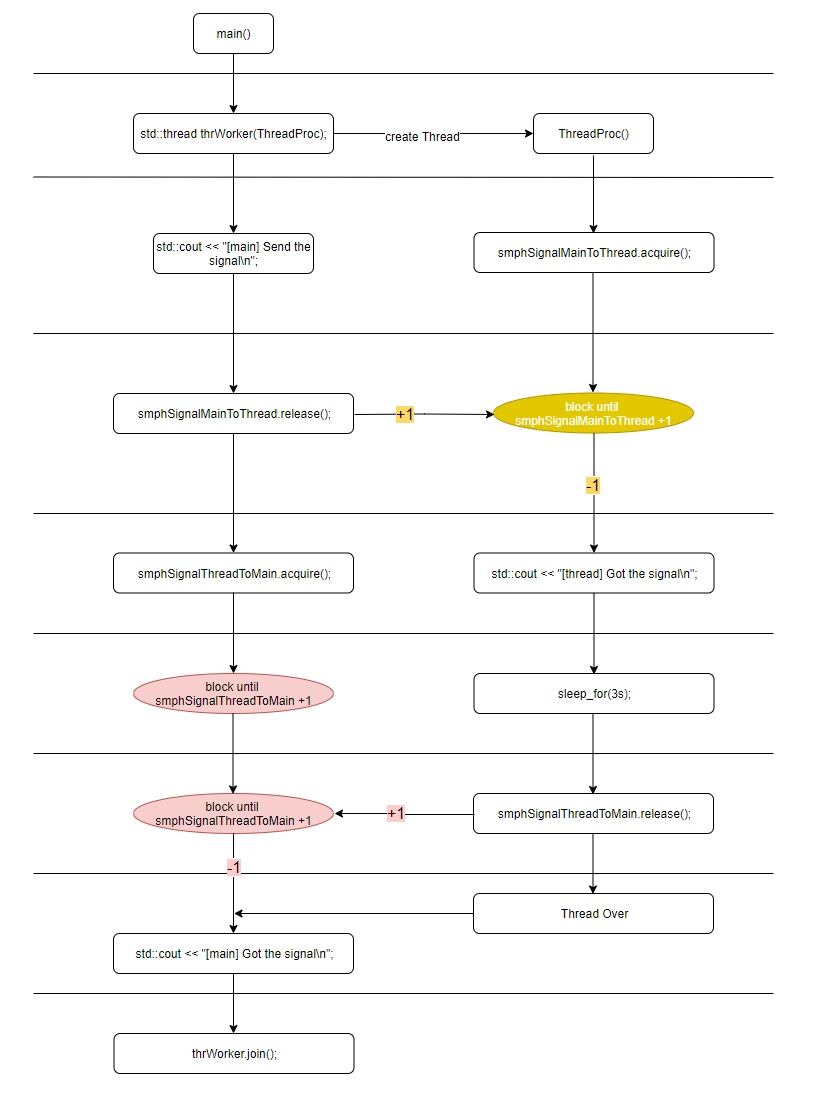 main()
std::thread thrWorker(ThreadProc);
create Thread
ThreadProc()
std::cout << "[main] Send the
signal\n";
smphSignalMainToThread.acquire();
smphSignalMainToThread.release();
+1
block until
smphSignalMainToThread +1
-1
smphSignalThreadToMain.acquire();
std::cout << "[thread] Got the signal\n";
block until
smphSignalThreadToMain +1
sleep_for(3s);
block until
smphSignalThreadToMain +1
+1
smphSignalThreadToMain.release();
-1
Thread Over
std::cout << "[main] Got the signal\n";
thrWorker.join();